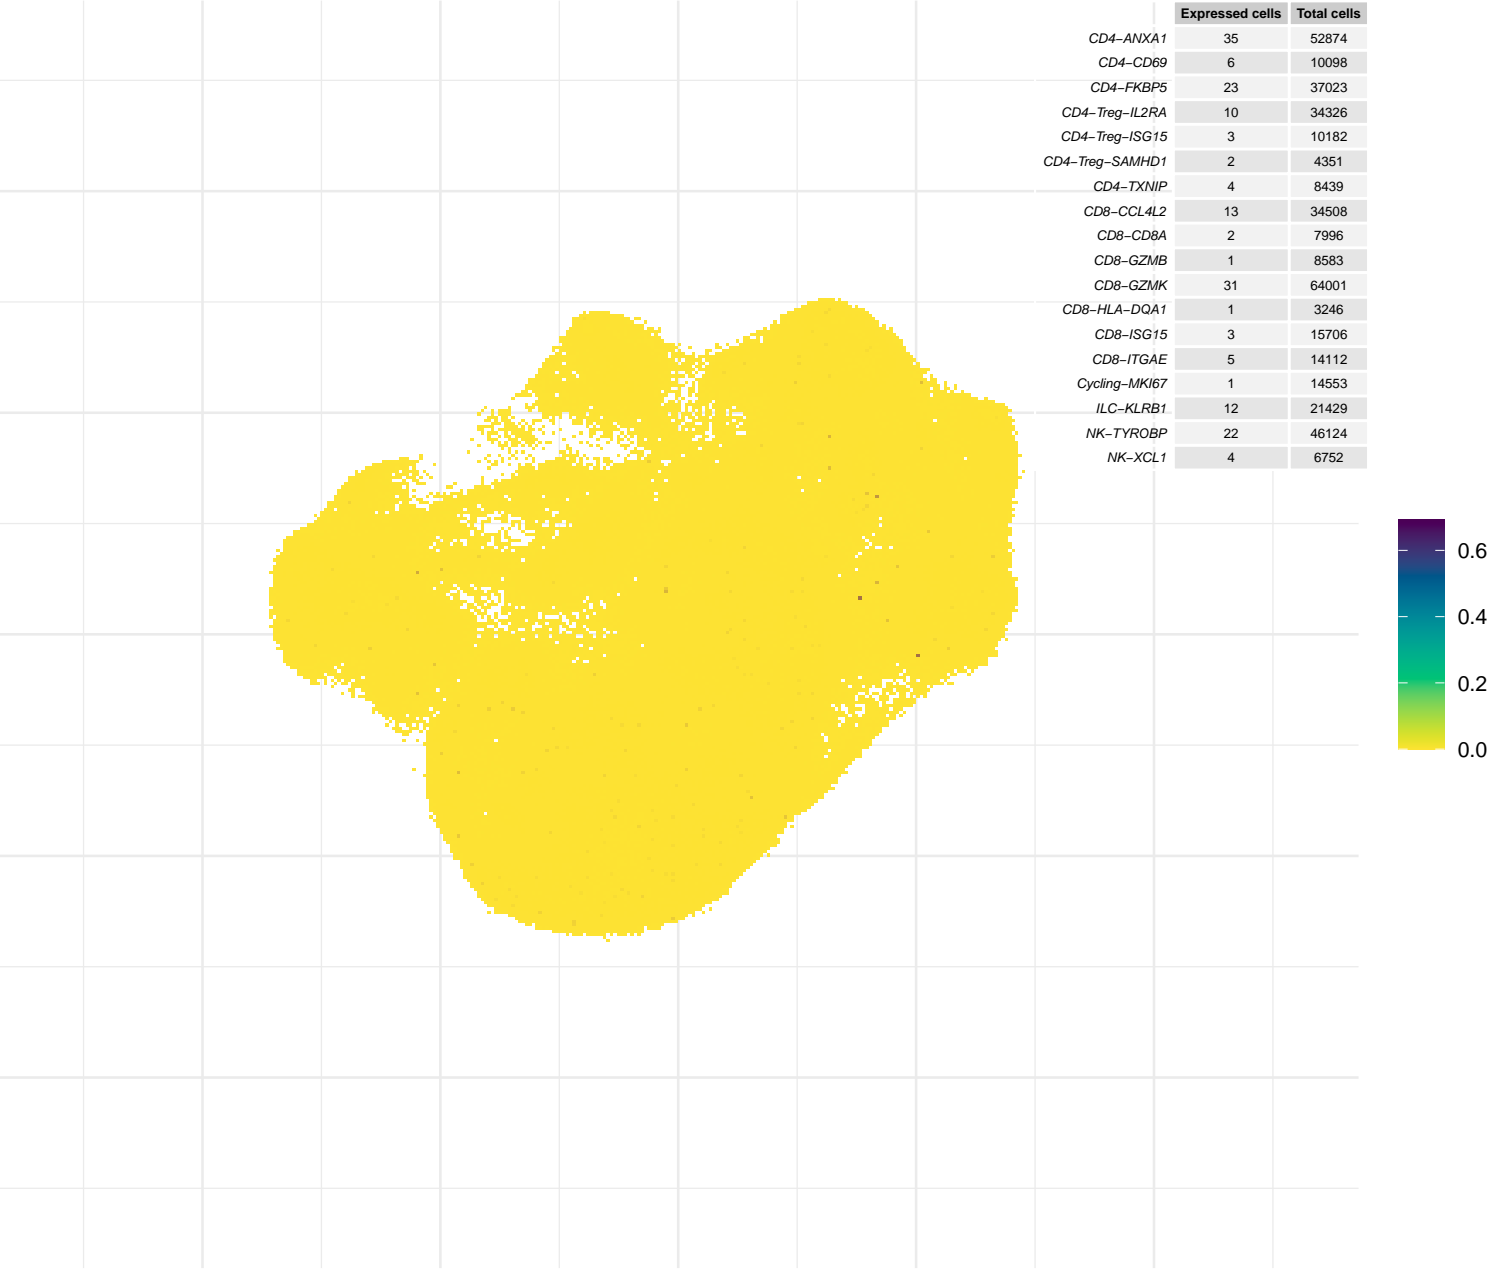 Expressed cells Total cells
CD4−ANXA1 35 52874
CD4−CD69 6 10098
CD4−FKBP5 23 37023
CD4−Treg−IL2RA 10 34326
CD4−Treg−ISG15 3 10182
CD4−Treg−SAMHD1 2 4351
CD4−TXNIP 4 8439
CD8−CCL4L2 13 34508
CD8−CD8A 2 7996
CD8−GZMB 1 8583
CD8−GZMK 31 64001
CD8−HLA−DQA1 1 3246
CD8−ISG15 3 15706
CD8−ITGAE 5 14112
Cycling−MKI67 1 14553
ILC−KLRB1 12 21429
NK−TYROBP 22 46124
NK−XCL1 4 6752
0.6
0.4
0.2
0.0